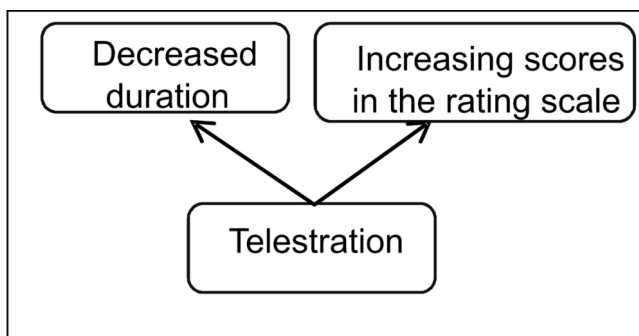 Decreased
duration
Increasing scores
in the rating scale
Telestration